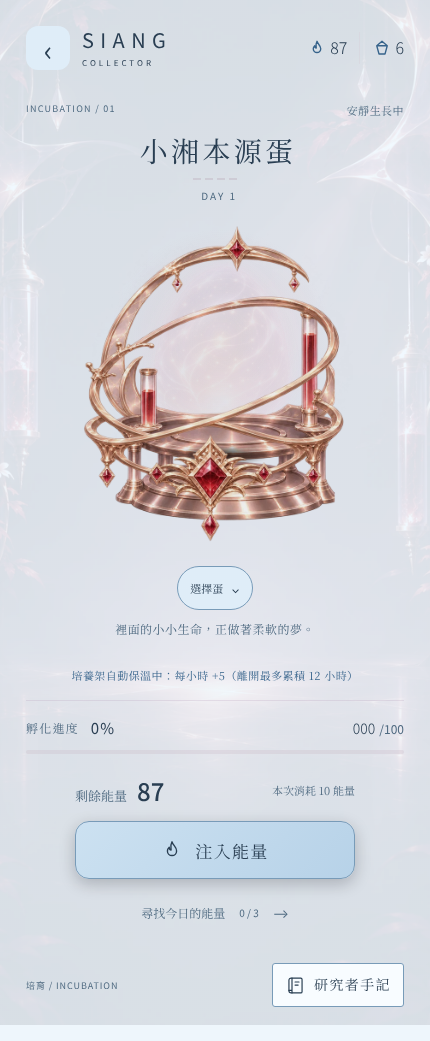 SIANG
COLLECTOR
87
6
INCUBATION / 01
安靜生長中
小湘本源蛋
DAY 1
選擇蛋
裡面的小小生命，正做著柔軟的夢。
培養架自動保溫中：每小時 +5（離開最多累積 12 小時）
孵化進度 0%
000 /100
剩餘能量 87
本次消耗 10 能量
注入能量
尋找今日的能量 0/3 →
培育 / INCUBATION
研究者手記